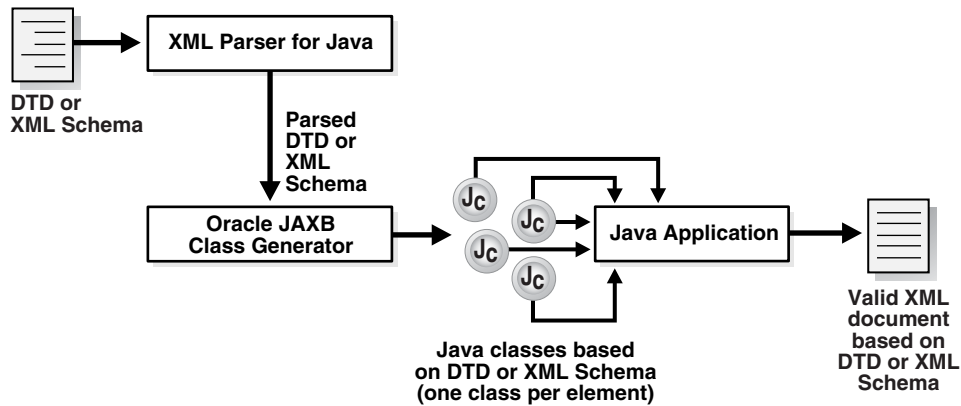 XML Parser for Java
DTD or
XML Schema
Parsed
DTD or
XML
Schema
Oracle JAXB
Class Generator
Jc
Jc
Jc
Jc
Java Application
Java classes based
on DTD or XML Schema
(one class per element)
Valid XML
document
based on
DTD or XML
Schema